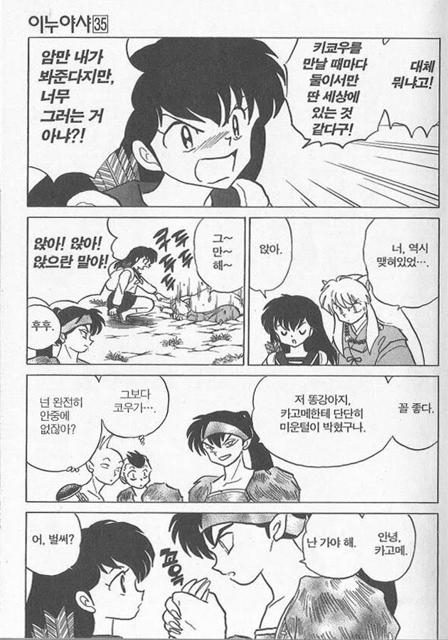 이누야샤 35
대체
뭐냐고!
키쿄우를
만날 때마다
둘이서만
딴 세상에
있는 것
같다구!
암만 내가
봐준다지만,
너무
그러는 거
아냐?!
너, 역시
맺혀있었….
앉아.
그~
만~
해~
쿡쿡쿡
앉아! 앉아!
앉으란 말야!
후후.
꼴 좋다.
저 똥강아지,
카고메한테 단단히
미운털이 박혔구나.
그보다
코우가….
넌 완전히
안중에
없잖아?
안녕,
카고메.
난 가야 해.
꼬옥
어, 벌써?